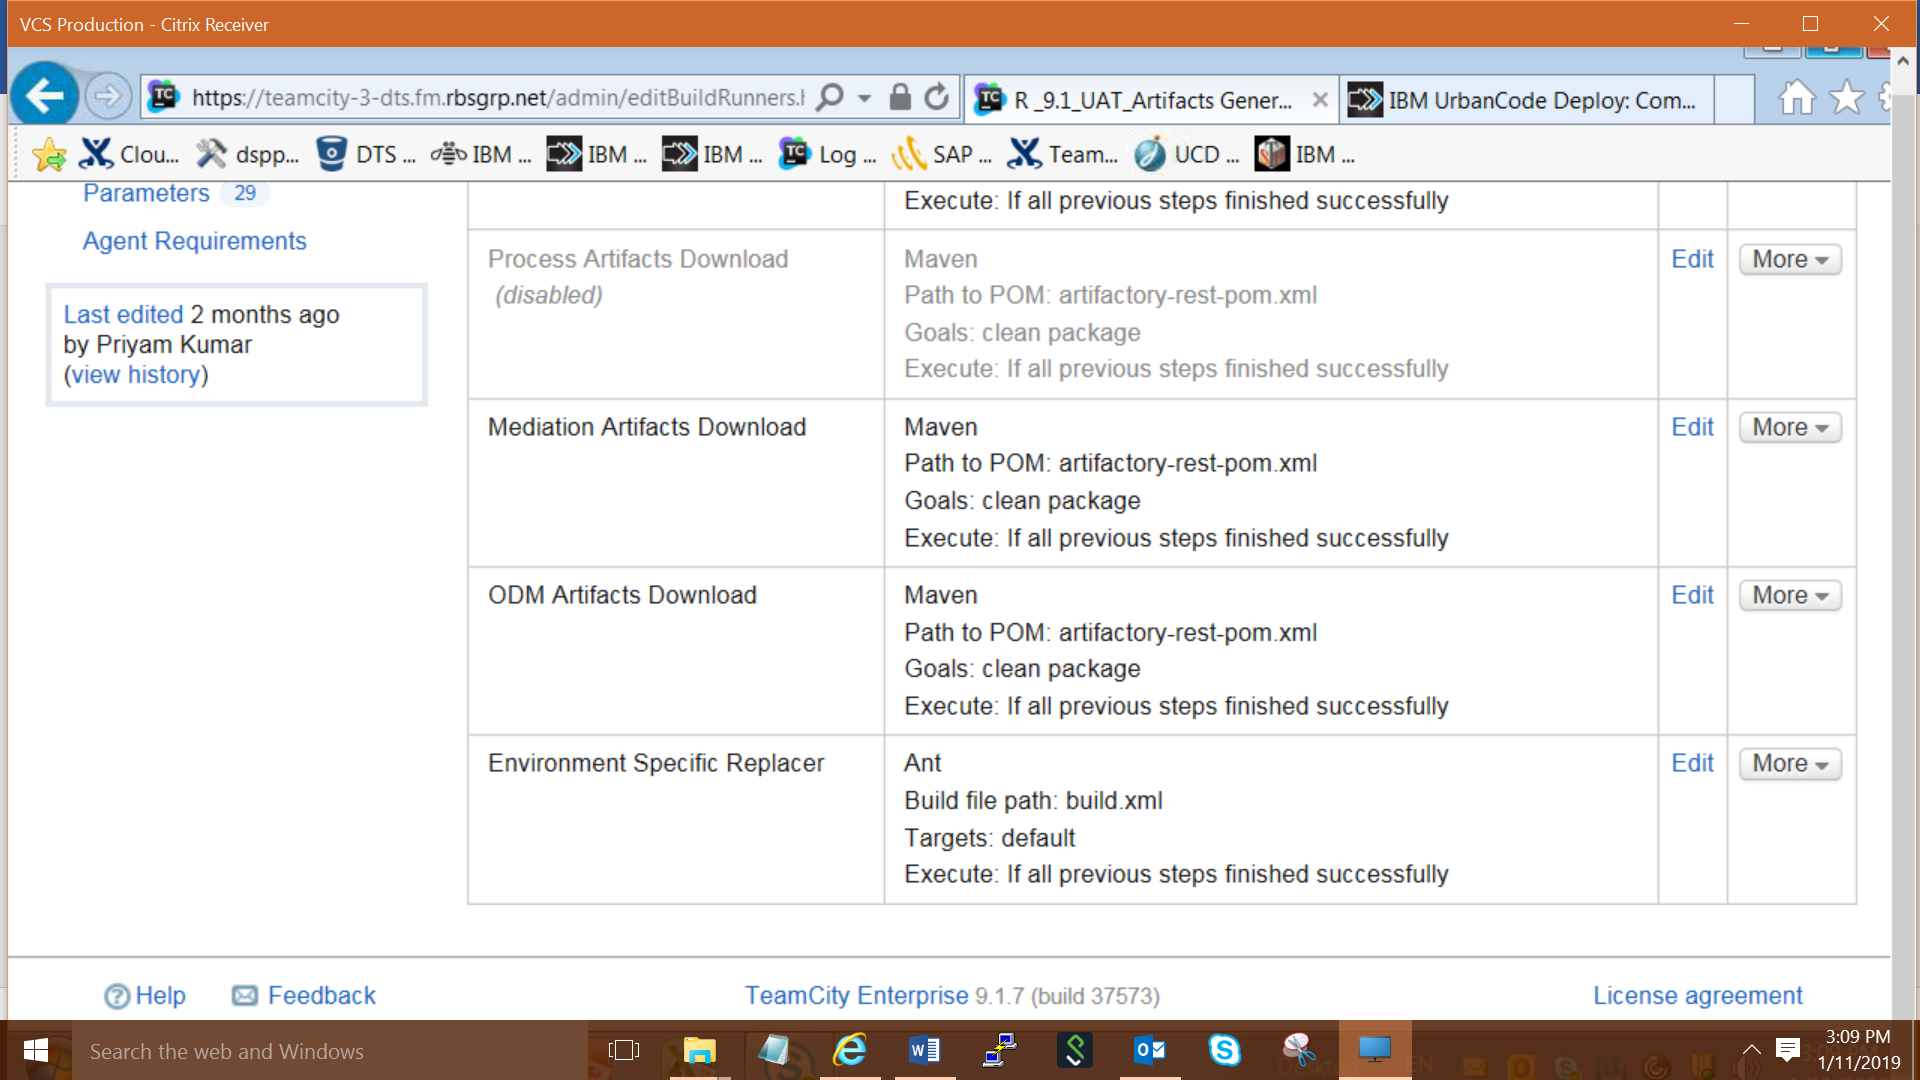 VCS Production - Citrix Receiver
https://teamcity-3-dts.fm.rbsgrp.net/admin/editBuildRunners.h
R _9.1_UAT_Artifacts Gener...
IBM UrbanCode Deploy: Com...
Clou...
dspp...
DTS ...
IBM ...
IBM ...
IBM ...
Log ...
SAP ...
Team...
UCD ...
IBM ...
Parameters 29
Agent Requirements
Last edited 2 months ago
by Priyam Kumar
(view history)
Execute: If all previous steps finished successfully
Process Artifacts Download
(disabled)
Maven
Path to POM: artifactory-rest-pom.xml
Goals: clean package
Execute: If all previous steps finished successfully
Edit
More
Mediation Artifacts Download
Maven
Path to POM: artifactory-rest-pom.xml
Goals: clean package
Execute: If all previous steps finished successfully
Edit
More
ODM Artifacts Download
Maven
Path to POM: artifactory-rest-pom.xml
Goals: clean package
Execute: If all previous steps finished successfully
Edit
More
Environment Specific Replacer
Ant
Build file path: build.xml
Targets: default
Execute: If all previous steps finished successfully
Edit
More
Help
Feedback
TeamCity Enterprise 9.1.7 (build 37573)
License agreement
Search the web and Windows
3:09 PM
1/11/2019